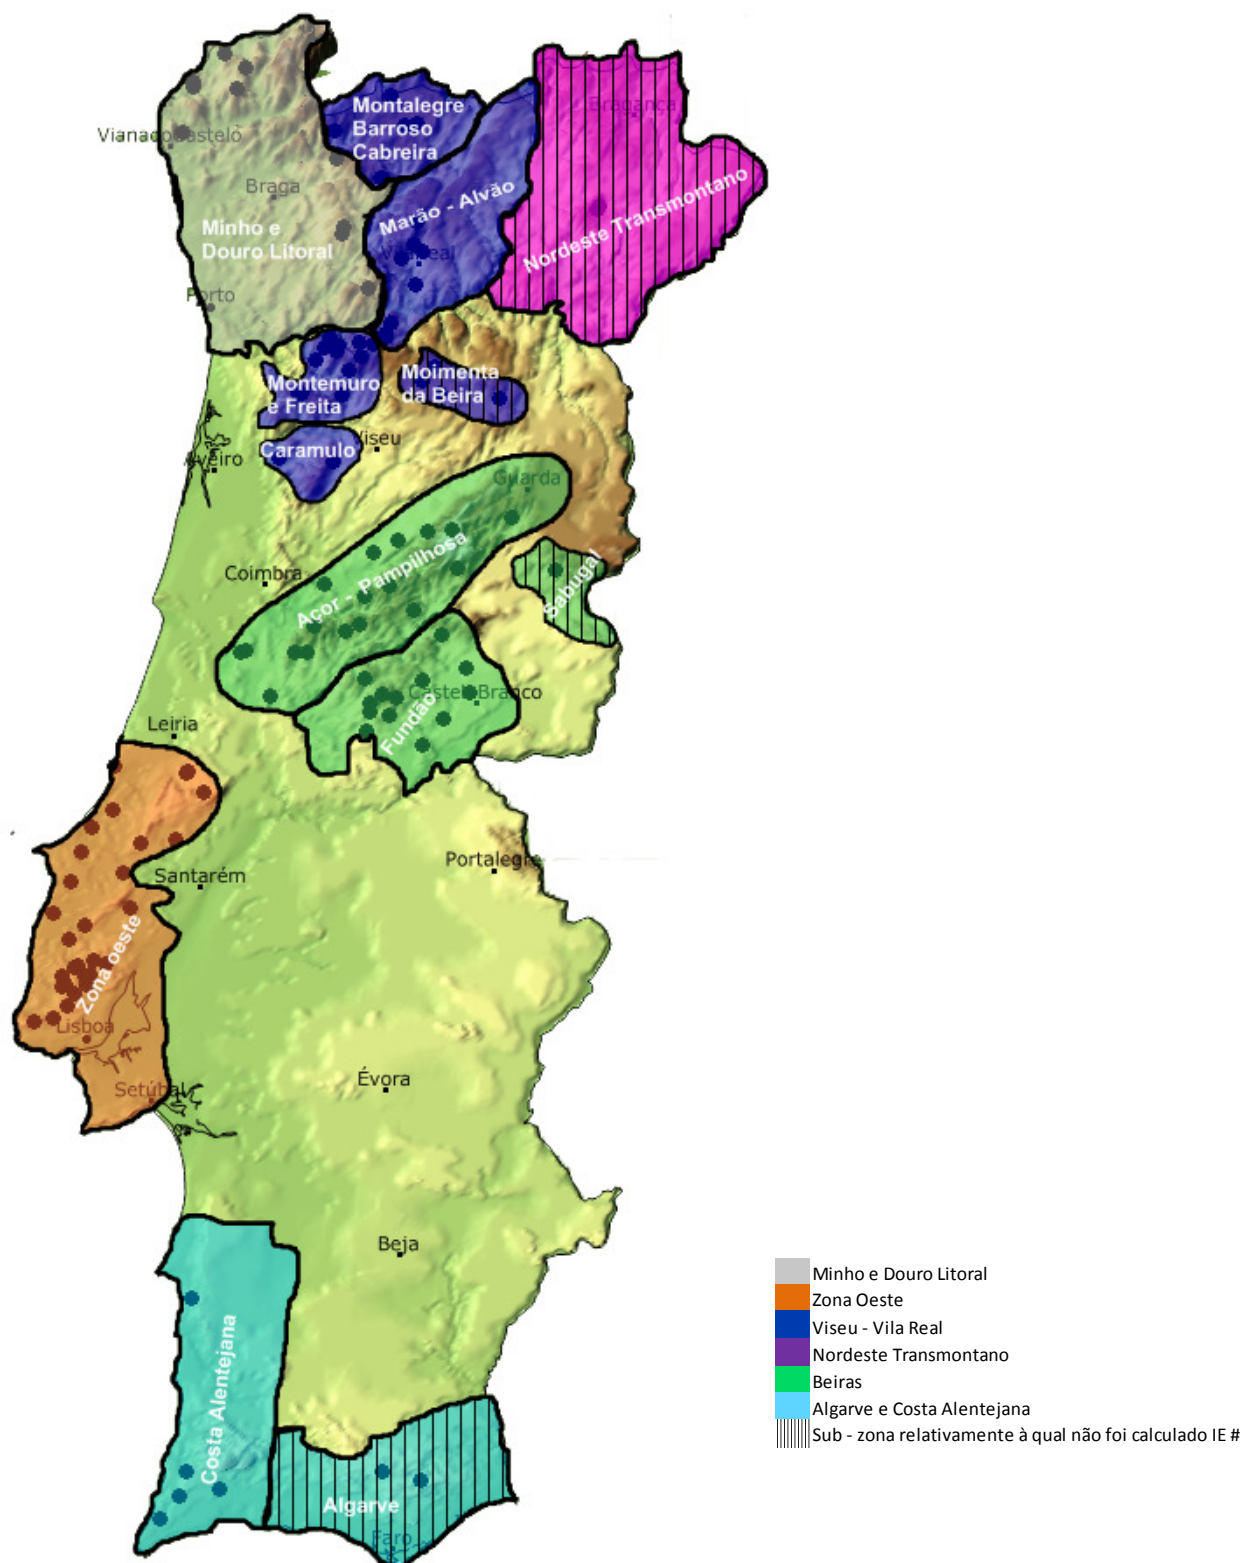 Bragança
Montalegre
Barroso
Cabreira
Viana do Castelo
Braga
Marão - Alvão
Nordeste Transmontano
Minho e
Douro Litoral
Vila Real
Porto
Moimenta
da Beira
Montemuro
e Freita
Viseu
Caramulo
Aveiro
Guarda
Coimbra
Açor - Pampilhosa
Sabugal
Castelo Branco
Fundão
Leiria
Portalegre
Santarém
Zona oeste
Lisboa
Évora
Setúbal
Beja
Costa Alentejana
Algarve
Faro
Minho e Douro Litoral
Zona Oeste
Viseu - Vila Real
Nordeste Transmontano
Beiras
Algarve e Costa Alentejana
Sub - zona relativamente à qual não foi calculado IE #